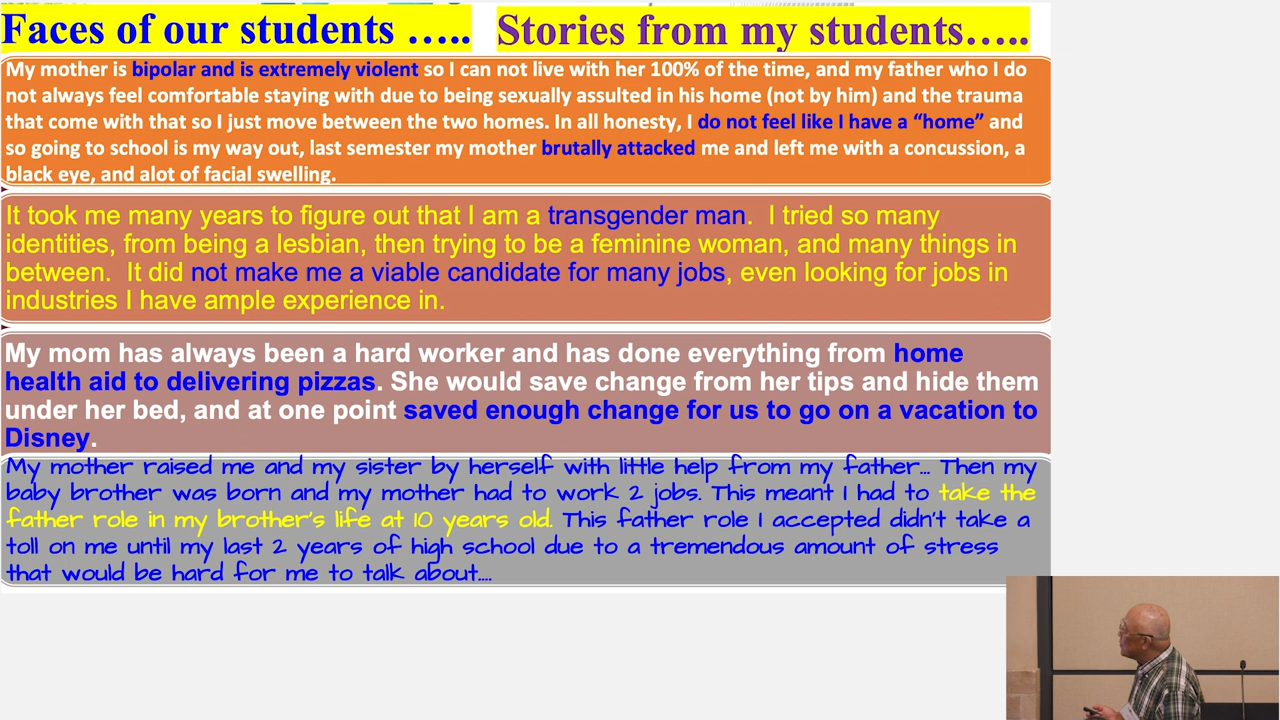 Faces of our students ….. Stories from my students…..
My mother is bipolar and is extremely violent so I can not live with her 100% of the time, and my father who I do
not always feel comfortable staying with due to being sexually assulted in his home (not by him) and the trauma
that come with that so I just move between the two homes. In all honesty, I do not feel like I have a “home” and
so going to school is my way out, last semester my mother brutally attacked me and left me with a concussion, a
black eye, and alot of facial swelling.
It took me many years to figure out that I am a transgender man. I tried so many
identities, from being a lesbian, then trying to be a feminine woman, and many things in
between. It did not make me a viable candidate for many jobs, even looking for jobs in
industries I have ample experience in.
My mom has always been a hard worker and has done everything from home
health aid to delivering pizzas. She would save change from her tips and hide them
under her bed, and at one point saved enough change for us to go on a vacation to
Disney.
My mother raised me and my sister by herself with little help from my father... Then my
baby brother was born and my mother had to work 2 jobs. This meant I had to take the
father role in my brother's life at 10 years old. This father role I accepted didn't take a
toll on me until my last 2 years of high school due to a tremendous amount of stress
that would be hard for me to talk about....